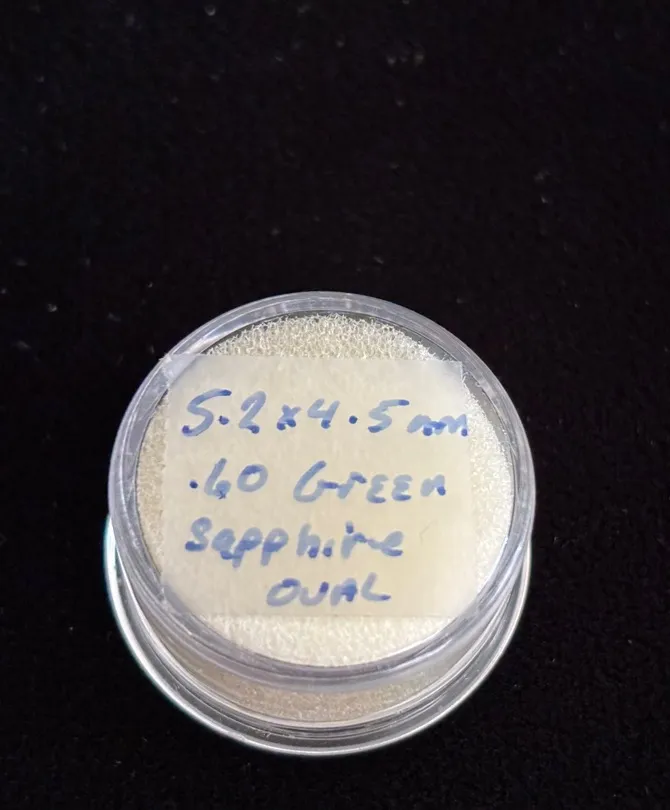 5.2x4.5mm
.60 GrEEn
sapphire
OVAL